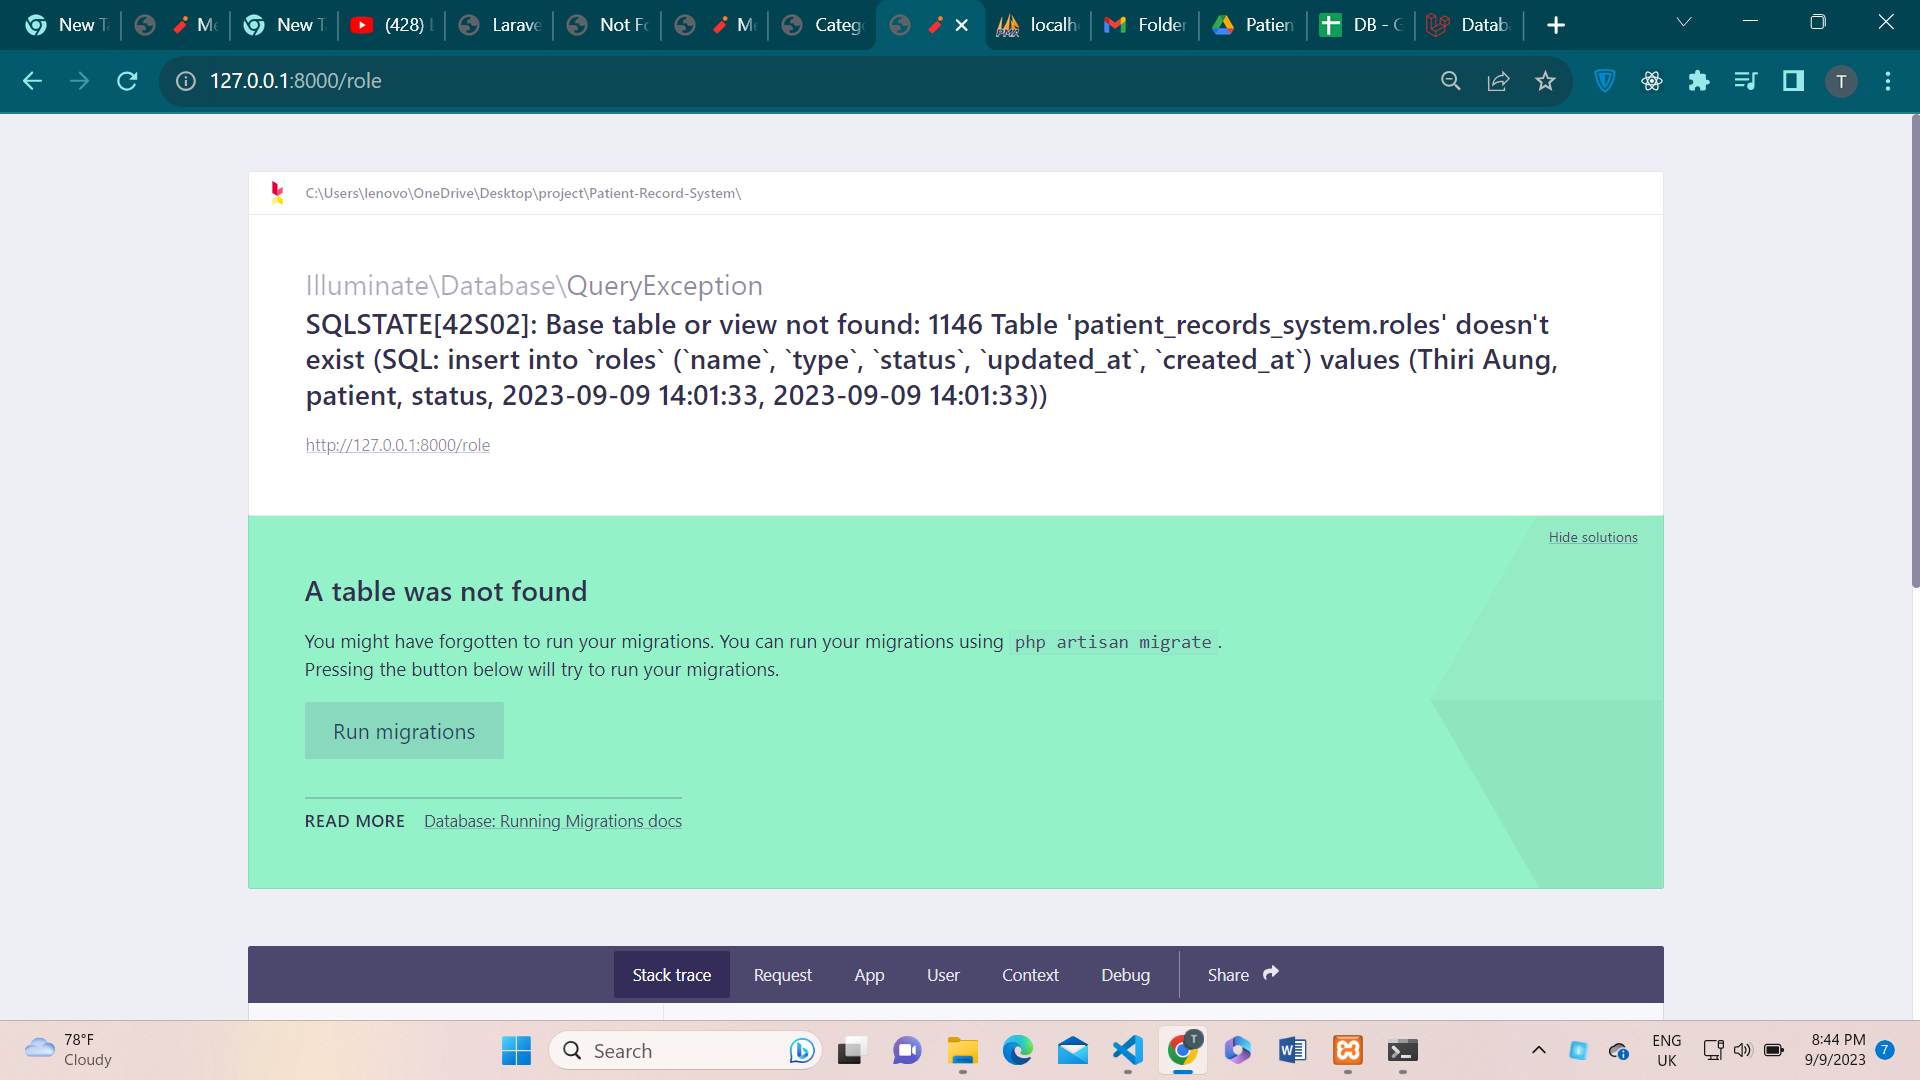 New T
Me
New T
(428) L
Larave
Not Fo
Me
Catego
localh
Folder
Patien
DB - G
Datab
127.0.0.1:8000/role
T
C:\Users\lenovo\OneDrive\Desktop\project\Patient-Record-System\
Illuminate\Database\QueryException
SQLSTATE[42S02]: Base table or view not found: 1146 Table 'patient_records_system.roles' doesn't
exist (SQL: insert into `roles` (`name`, `type`, `status`, `updated_at`, `created_at`) values (Thiri Aung,
patient, status, 2023-09-09 14:01:33, 2023-09-09 14:01:33))
http://127.0.0.1:8000/role
Hide solutions
A table was not found
You might have forgotten to run your migrations. You can run your migrations using php artisan migrate.
Pressing the button below will try to run your migrations.
Run migrations
READ MORE Database: Running Migrations docs
Stack trace Request App User Context Debug Share
78°F
Cloudy
Search
T
ENG
UK
8:44 PM
9/9/2023
7